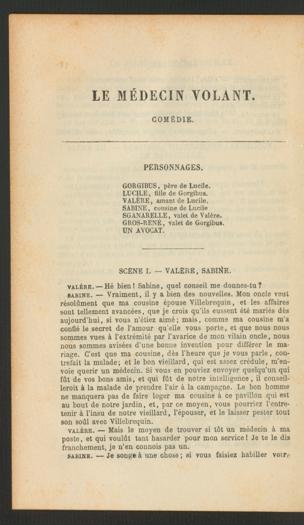 LE MÉDECIN VOLANT.
COMÉDIE.
PERSONNAGES.
GORGIBUS, père de Lucile.
LUCILE, fille de Gorgibus.
VALÈRE, amant de Lucile.
SABINE, cousine de Lucile
SGANARELLE, valet de Valère.
GROS-RENÉ, valet de Gorgibus.
UN AVOCAT.
SCÈNE I. — VALÈRE, SABINE.
VALÈRE. — Hé bien ! Sabine, quel conseil me donnes-tu ?
SABINE. — Vraiment, il y a bien des nouvelles. Mon oncle veut
résolûment que ma cousine épouse Villebrequin, et les affaires
sont tellement avancées, que je crois qu'ils eussent été mariés dès
aujourd'hui, si vous n'étiez aimé ; mais, comme ma cousine m'a
confié le secret de l'amour qu'elle vous porte, et que nous nous
sommes vues à l'extrémité par l'avarice de mon vilain oncle, nous
nous sommes avisées d'une bonne invention pour différer le ma-
riage. C'est que ma cousine, dès l'heure que je vous parle, con-
trefait la malade ; et le bon vieillard, qui est assez crédule, m'en-
voie querir un médecin. Si vous en pouviez envoyer quelqu'un qui
fût de vos bons amis, et qui fût de notre intelligence, il conseil-
leroit à la malade de prendre l'air à la campagne. Le bon homme
ne manquera pas de faire loger ma cousine à ce pavillon qui est
au bout de notre jardin, et, par ce moyen, vous pourriez l'entre-
tenir à l'insu de notre vieillard, l'épouser, et le laisser pester tout
son soûl avec Villebrequin.
VALÈRE. — Mais le moyen de trouver si tôt un médecin à ma
poste, et qui voulût tant hasarder pour mon service ! Je te le dis
franchement, je n'en connois pas un.
SABINE. — Je songe à une chose ; si vous faisiez habiller votre